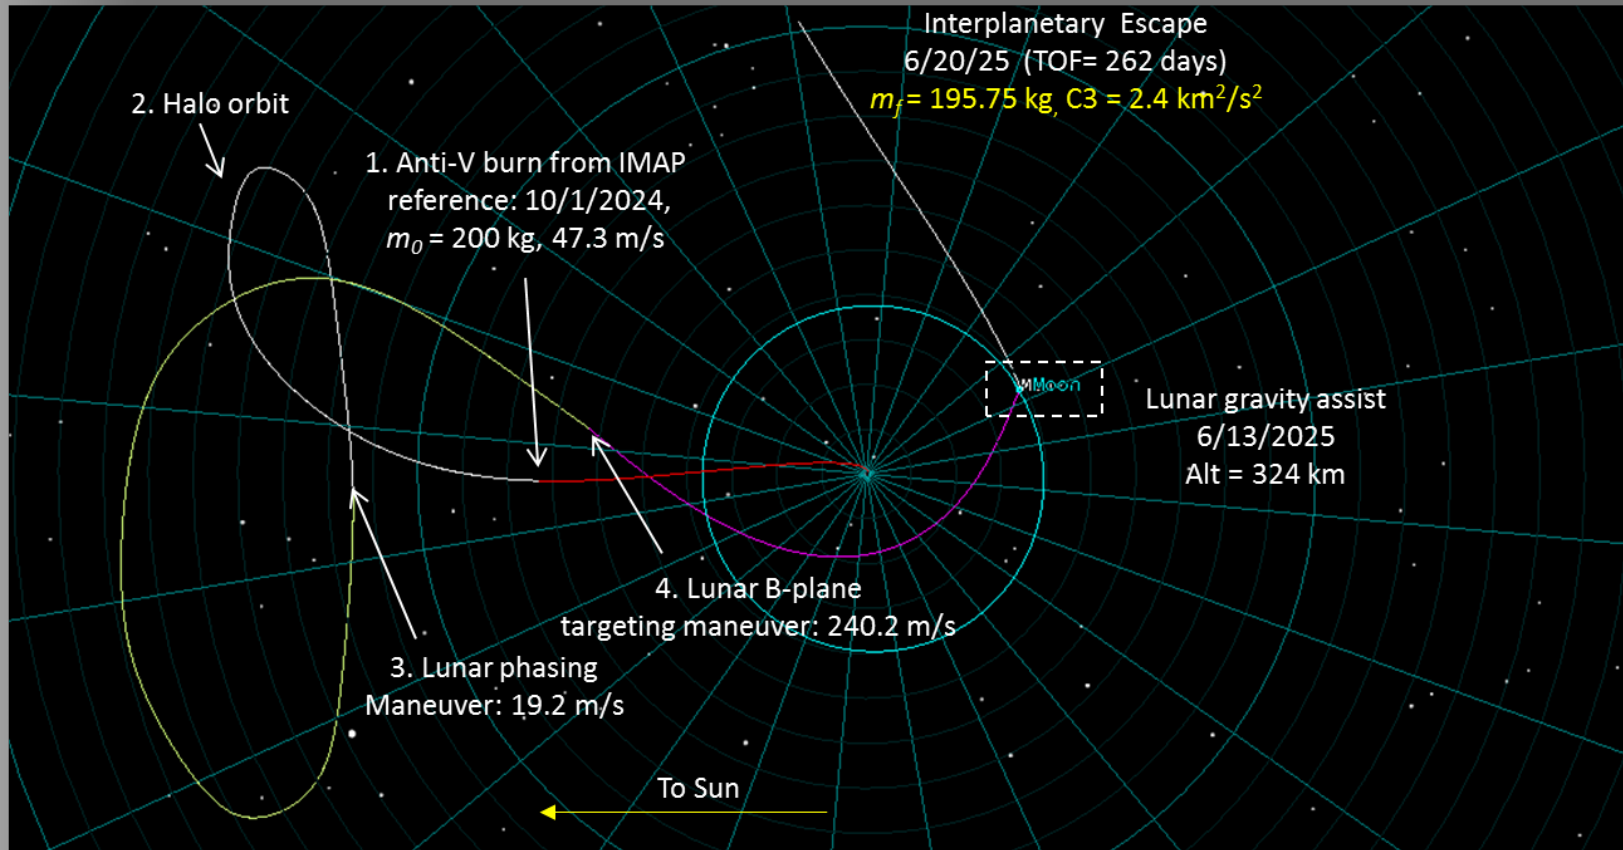 Interplanetary Escape
6/20/25 (TOF= 262 days)
m_f = 195.75 kg, C3 = 2.4 km²/s²
2. Halo orbit
1. Anti-V burn from IMAP
reference: 10/1/2024,
m₀ = 200 kg, 47.3 m/s
Moon
Lunar gravity assist
6/13/2025
Alt = 324 km
4. Lunar B-plane
targeting maneuver: 240.2 m/s
3. Lunar phasing
Maneuver: 19.2 m/s
To Sun